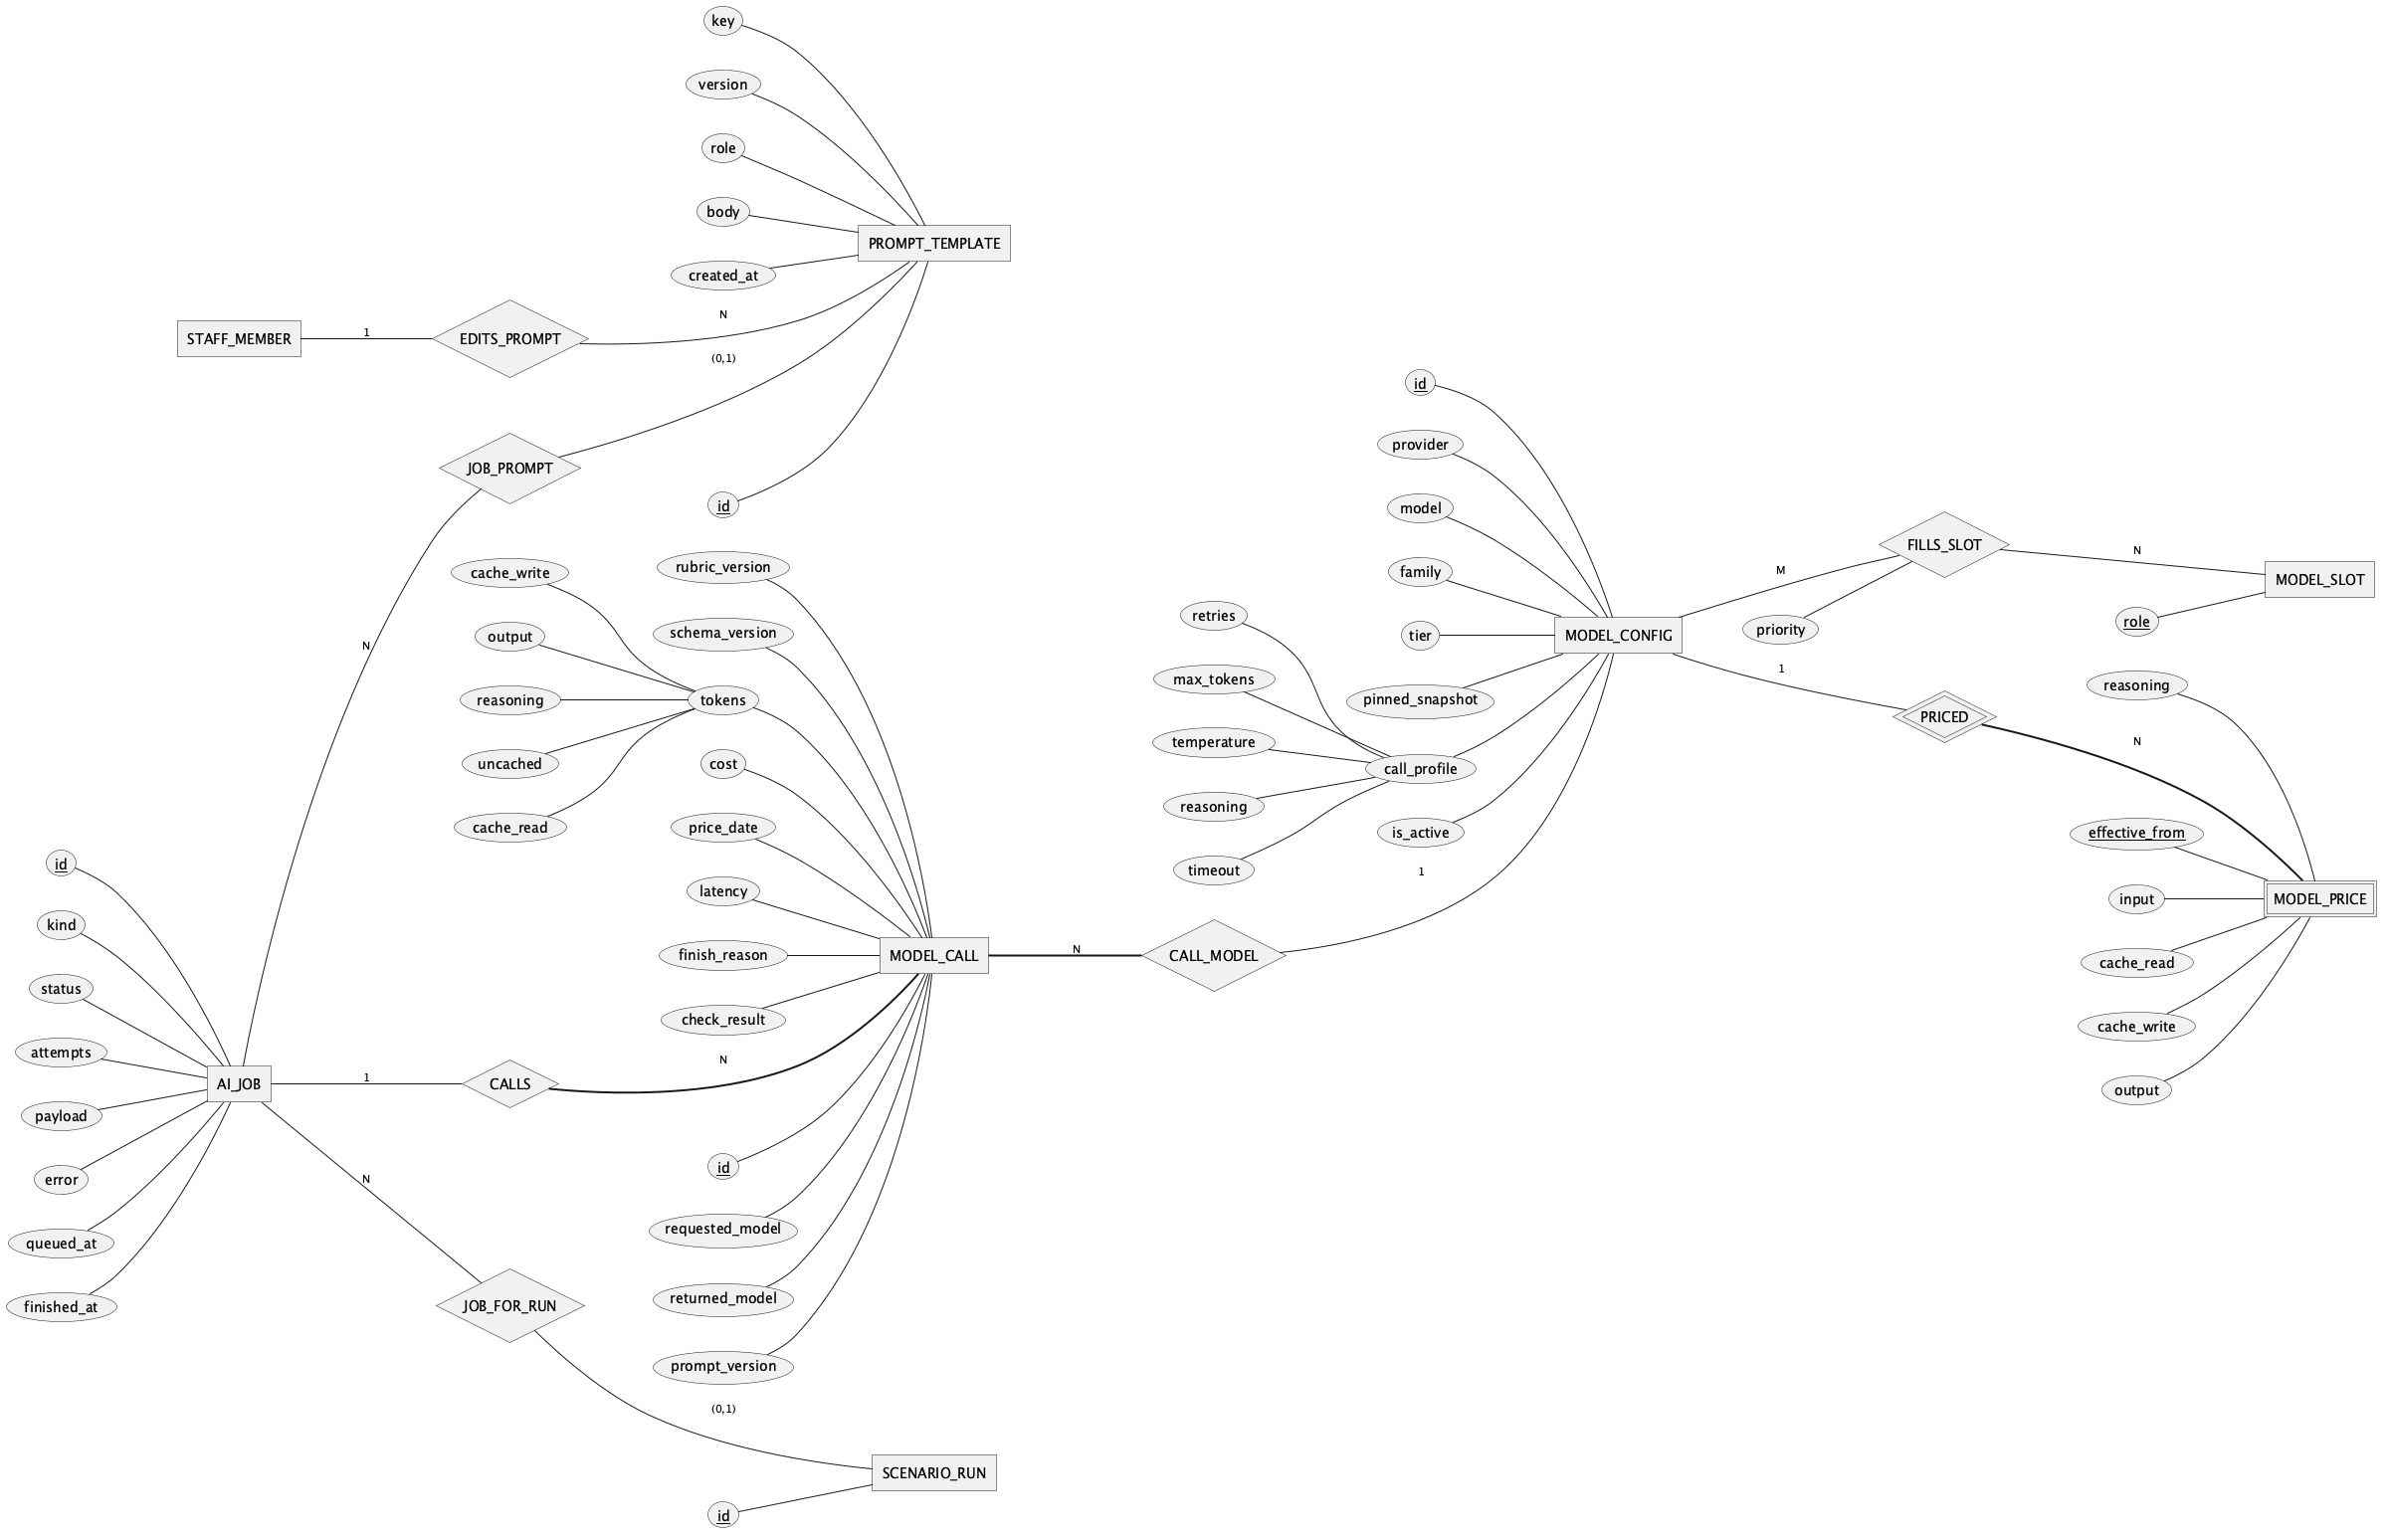 key
version
role
body
PROMPT_TEMPLATE
created_at
N
STAFF_MEMBER
1
EDITS_PROMPT
(0,1)
JOB_PROMPT
id
N
rubric_version
cache_write
schema_version
output
reasoning
tokens
uncached
cost
cache_read
price_date
latency
MODEL_CALL
finish_reason
check_result
id
kind
status
attempts
AI_JOB
payload
error
queued_at
finished_at
1
CALLS
N
N
id
requested_model
returned_model
JOB_FOR_RUN
prompt_version
(0,1)
SCENARIO_RUN
id
N
CALL_MODEL
1
id
provider
model
family
tier
MODEL_CONFIG
pinned_snapshot
retries
max_tokens
temperature
call_profile
reasoning
timeout
is_active
M
FILLS_SLOT
N
MODEL_SLOT
priority
role
1
PRICED
N
reasoning
effective_from
input
MODEL_PRICE
cache_read
cache_write
output